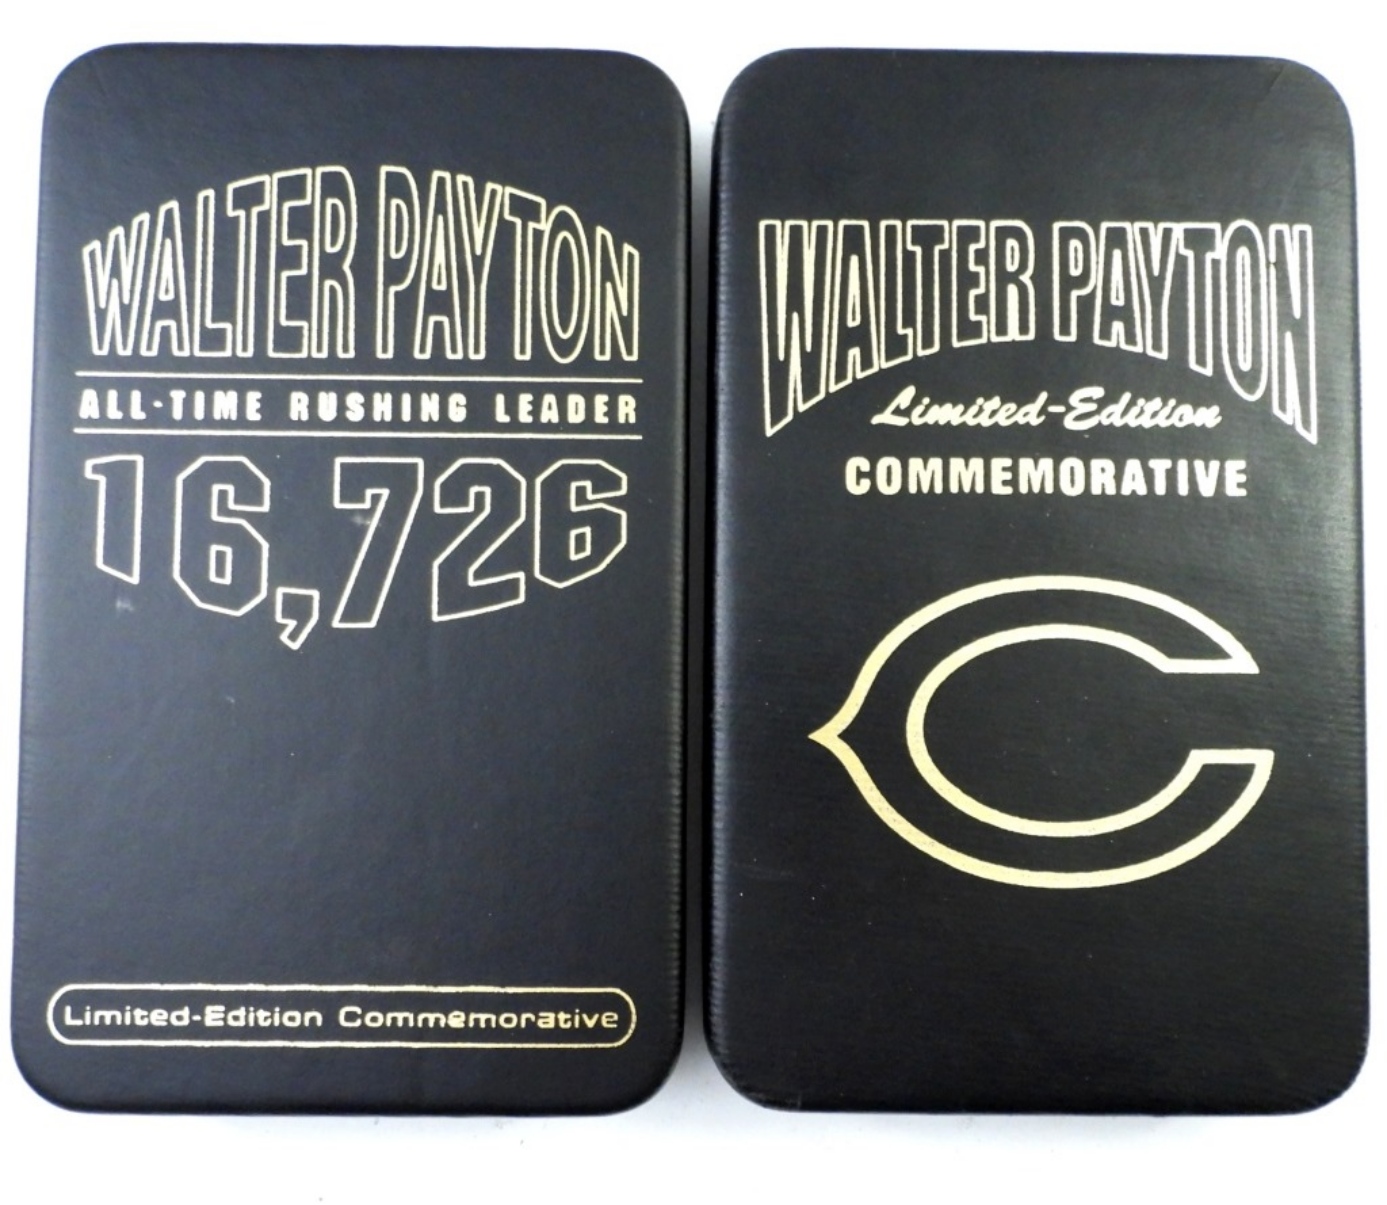 WALTER PAYTON
ALL-TIME RUSHING LEADER
16,726
Limited-Edition Commemorative
WALTER PAYTON
Limited-Edition
COMMEMORATIVE
C